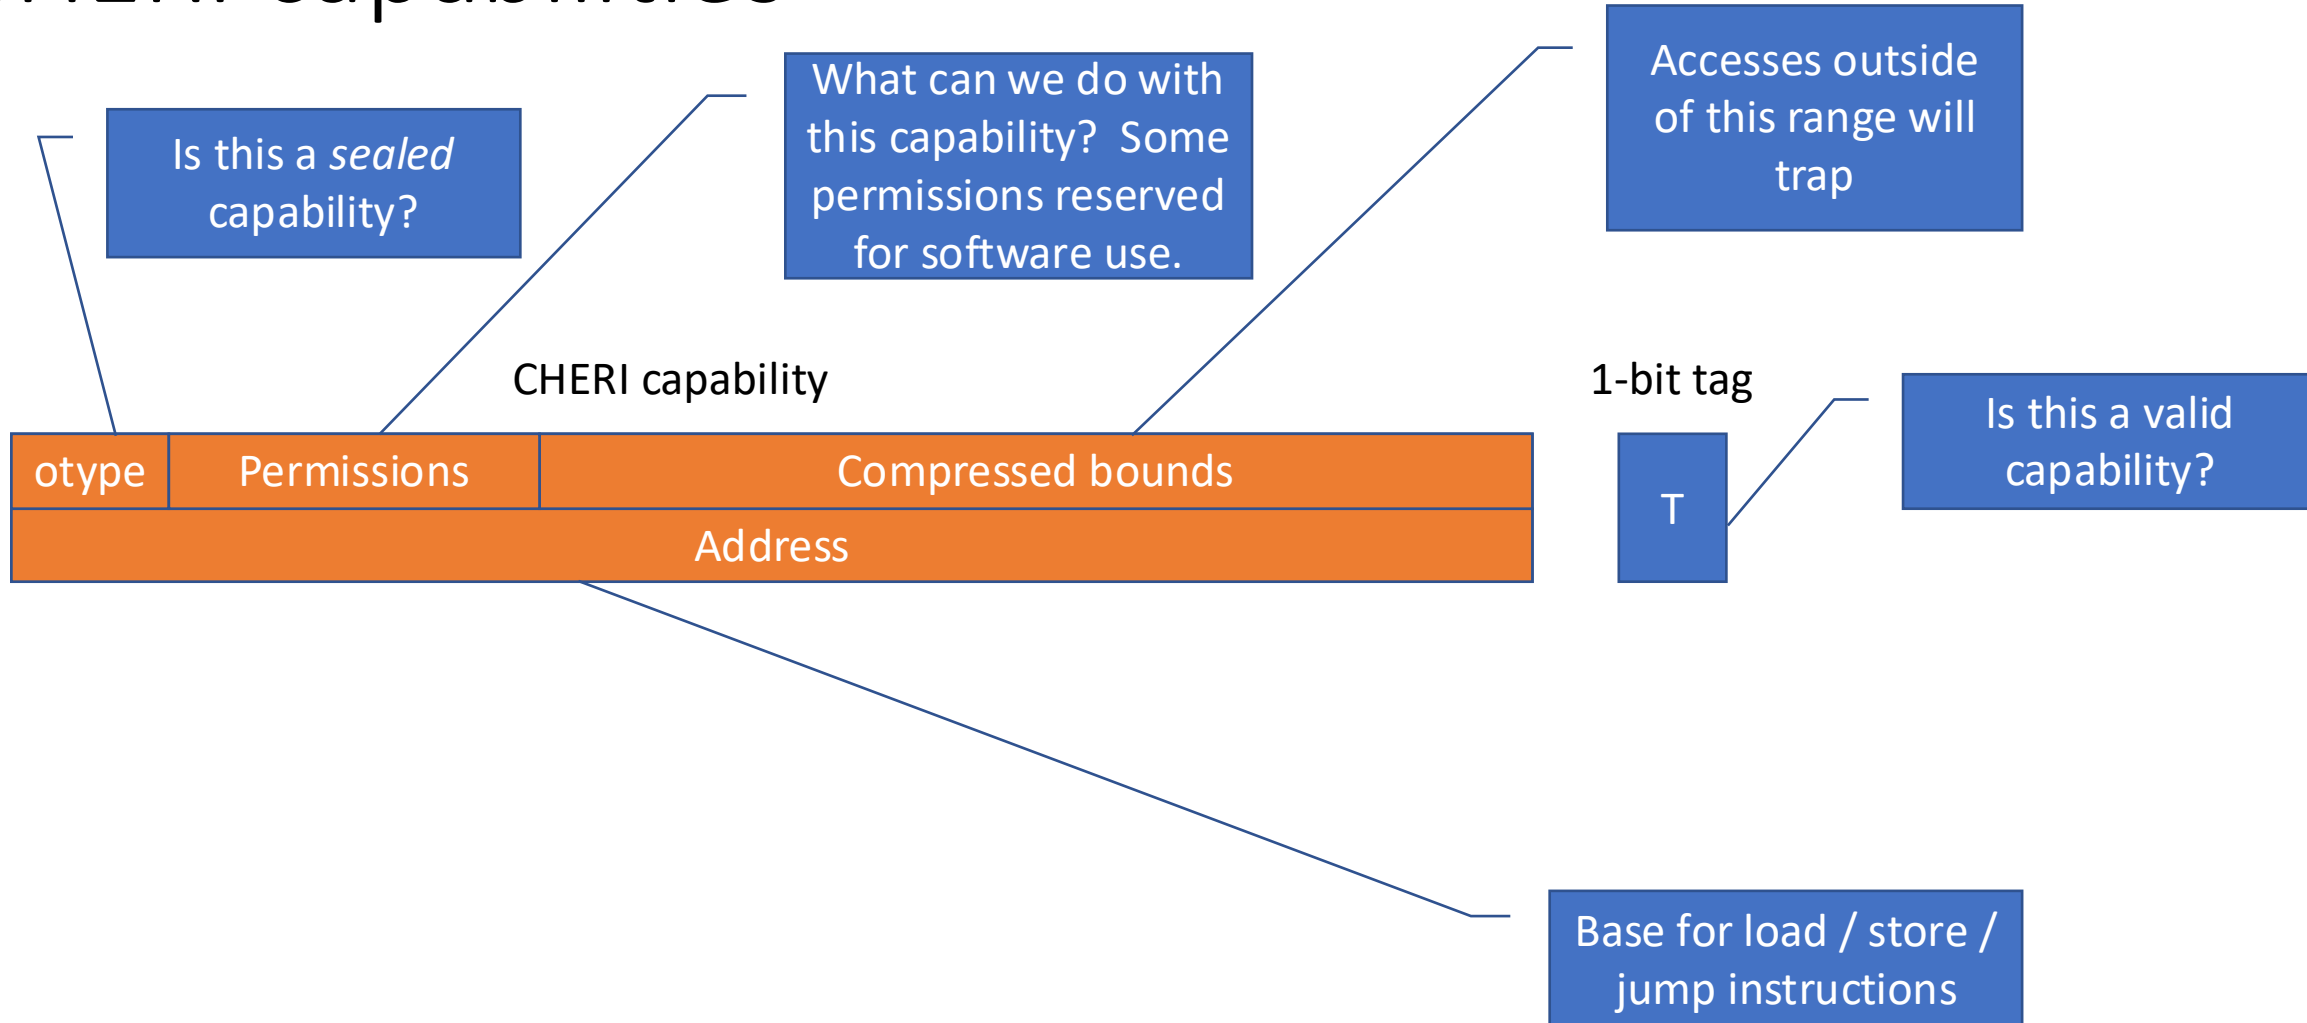 capabilities
Is this a sealed
capability?
What can we do with
this capability?  Some
permissions reserved
for software use.
Accesses outside
of this range will
trap
CHERI capability
1-bit tag
Is this a valid
capability?
otype
Permissions
Compressed bounds
T
Address
Base for load / store /
jump instructions